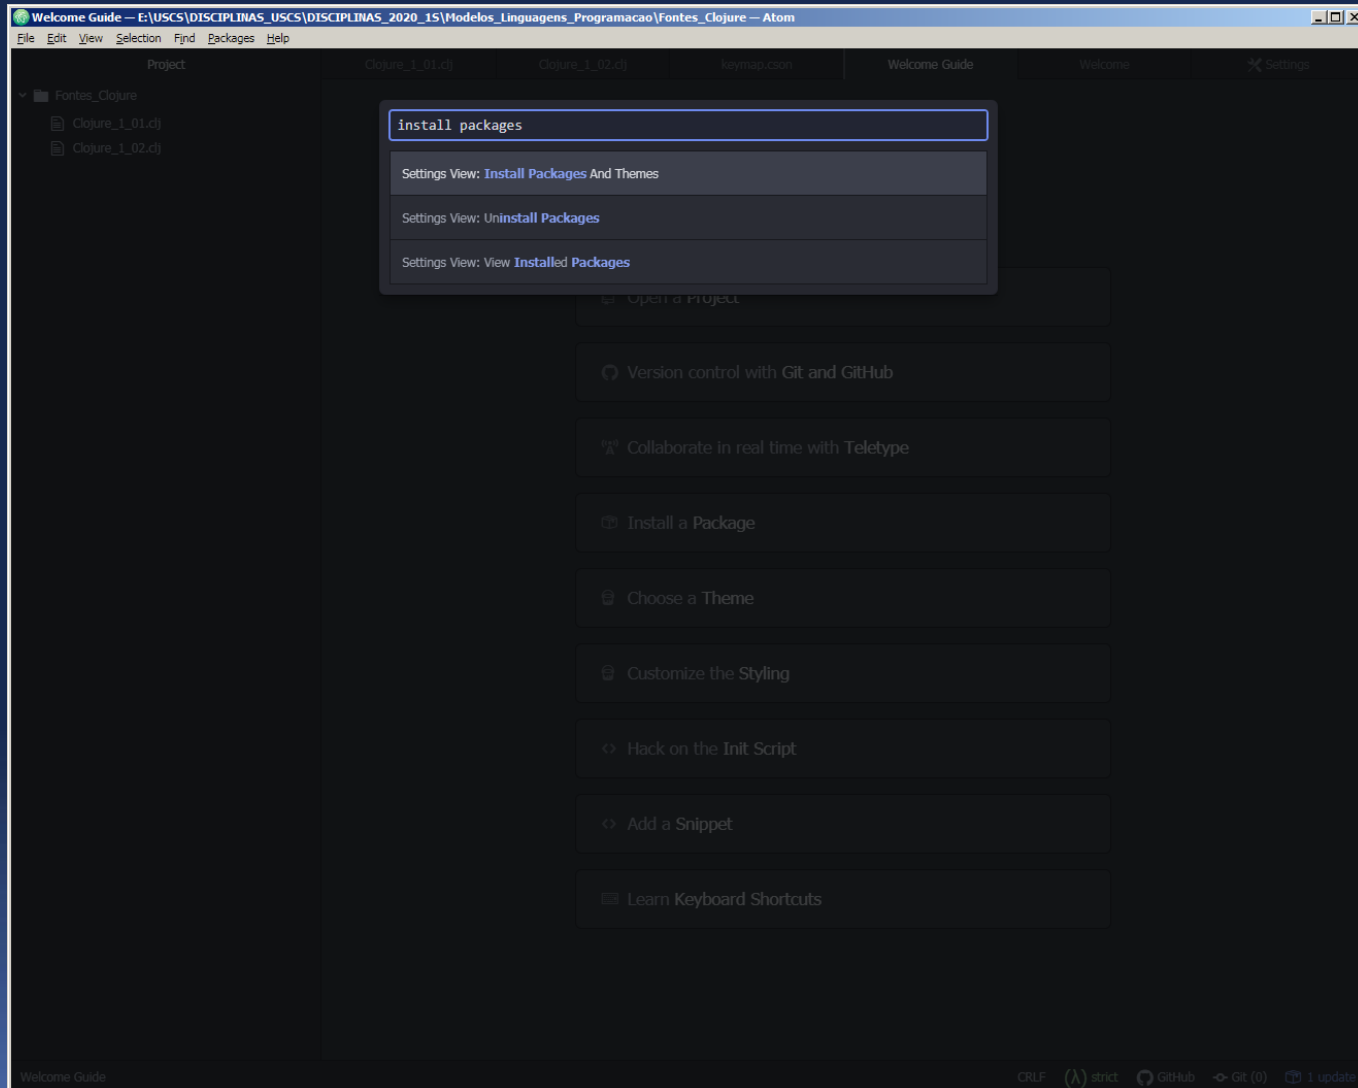 Welcome Guide — E:\USCS\DISCIPLINAS_USCS\DISCIPLINAS_2020_1S\Modelos_Linguagens_Programacao\Fontes_Clojure — Atom
File Edit View Selection Find Packages Help
Project Clojure_1_01.clj Clojure_1_02.clj keymap.cson Welcome Guide Welcome Settings
Fontes_Clojure
Clojure_1_01.clj
Clojure_1_02.clj
install packages
Settings View: Install Packages And Themes
Settings View: Uninstall Packages
Settings View: View Installed Packages
Open a Project
Version control with Git and GitHub
Collaborate in real time with Teletype
Install a Package
Choose a Theme
Customize the Styling
Hack on the Init Script
Add a Snippet
Learn Keyboard Shortcuts
Welcome Guide CRLF (λ) strict GitHub Git (0) 1 update